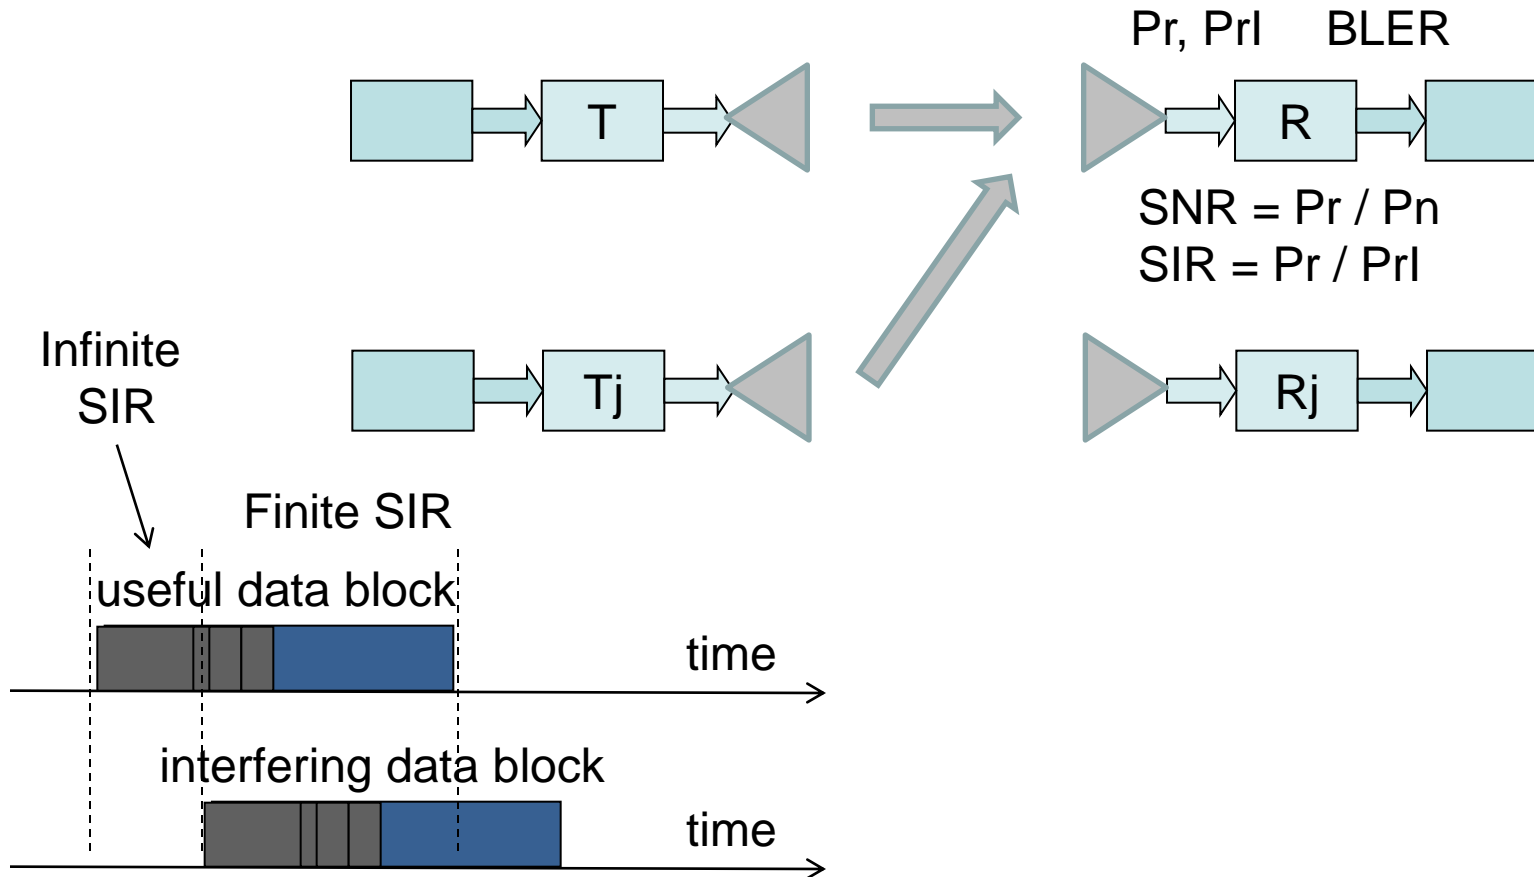 Pr, PrI BLER
T
R
SNR = Pr / Pn
SIR = Pr / PrI
Infinite
SIR
Tj
Rj
Finite SIR
useful data block
time
interfering data block
time